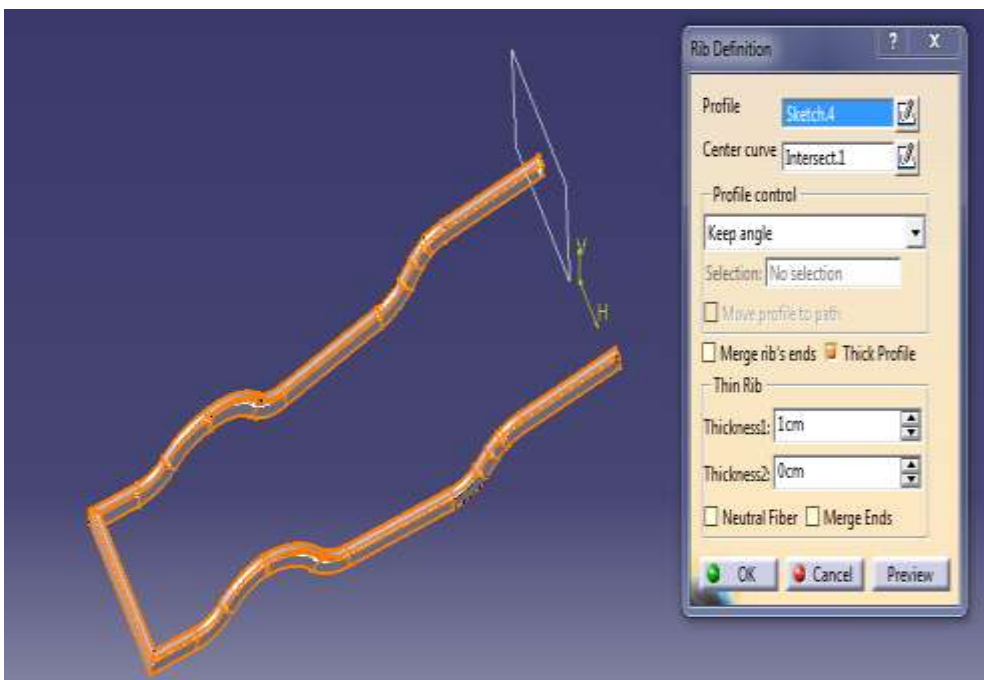 Rib Definition ? X
Profile Sketch.4
Center curve Intersect.1
Profile control
Keep angle
Selection: No selection
Move profile to path
Merge rib's ends Thick Profile
Thin Rib
Thickness1: 1cm
Thickness2: 0cm
Neutral Fiber Merge Ends
OK Cancel Preview
V
H